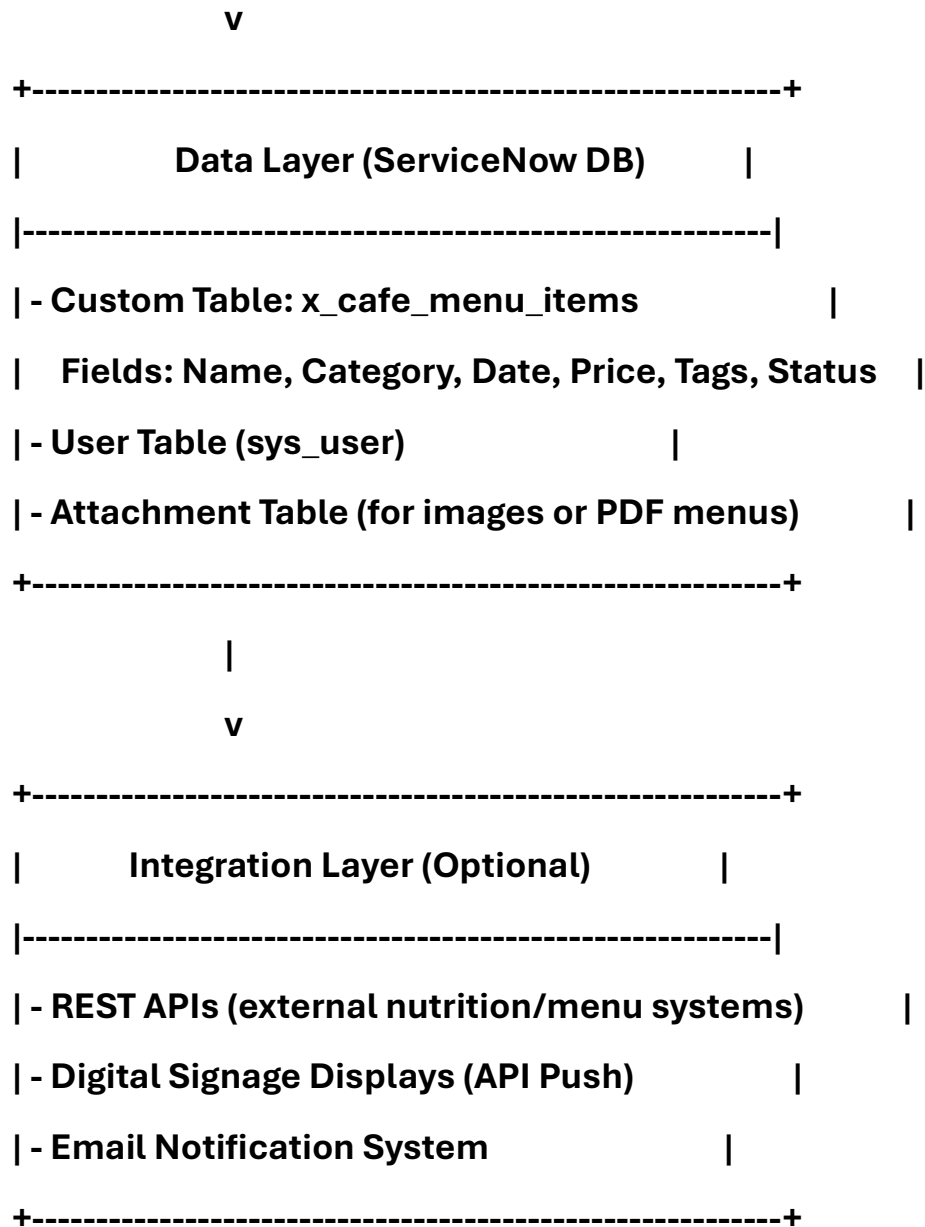 v
+-----------------------------------------------------------+
| Data Layer (ServiceNow DB) |
|-----------------------------------------------------------|
| - Custom Table: x_cafe_menu_items |
| Fields: Name, Category, Date, Price, Tags, Status |
| - User Table (sys_user) |
| - Attachment Table (for images or PDF menus) |
+-----------------------------------------------------------+
|
v
+-----------------------------------------------------------+
| Integration Layer (Optional) |
|-----------------------------------------------------------|
| - REST APIs (external nutrition/menu systems) |
| - Digital Signage Displays (API Push) |
| - Email Notification System |
+-----------------------------------------------------------+